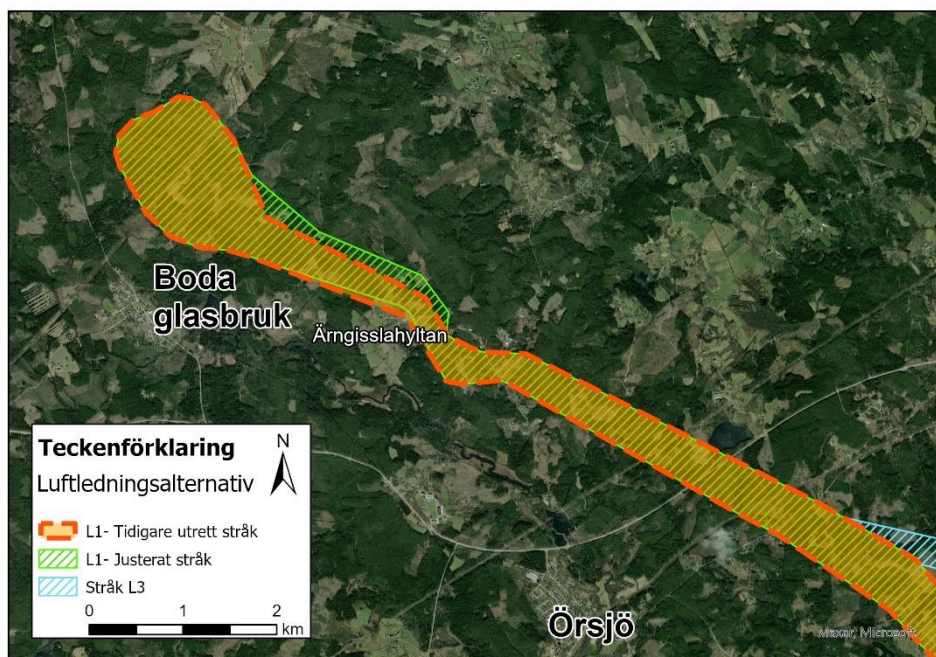 Boda
glasbruk
Ärngisslahyltan
Teckenförklaring
N
Luftledningsalternativ
L1- Tidigare utrett stråk
L1- Justerat stråk
Stråk L3
0 1 2
km
Örsjö
Maxar, Microsoft